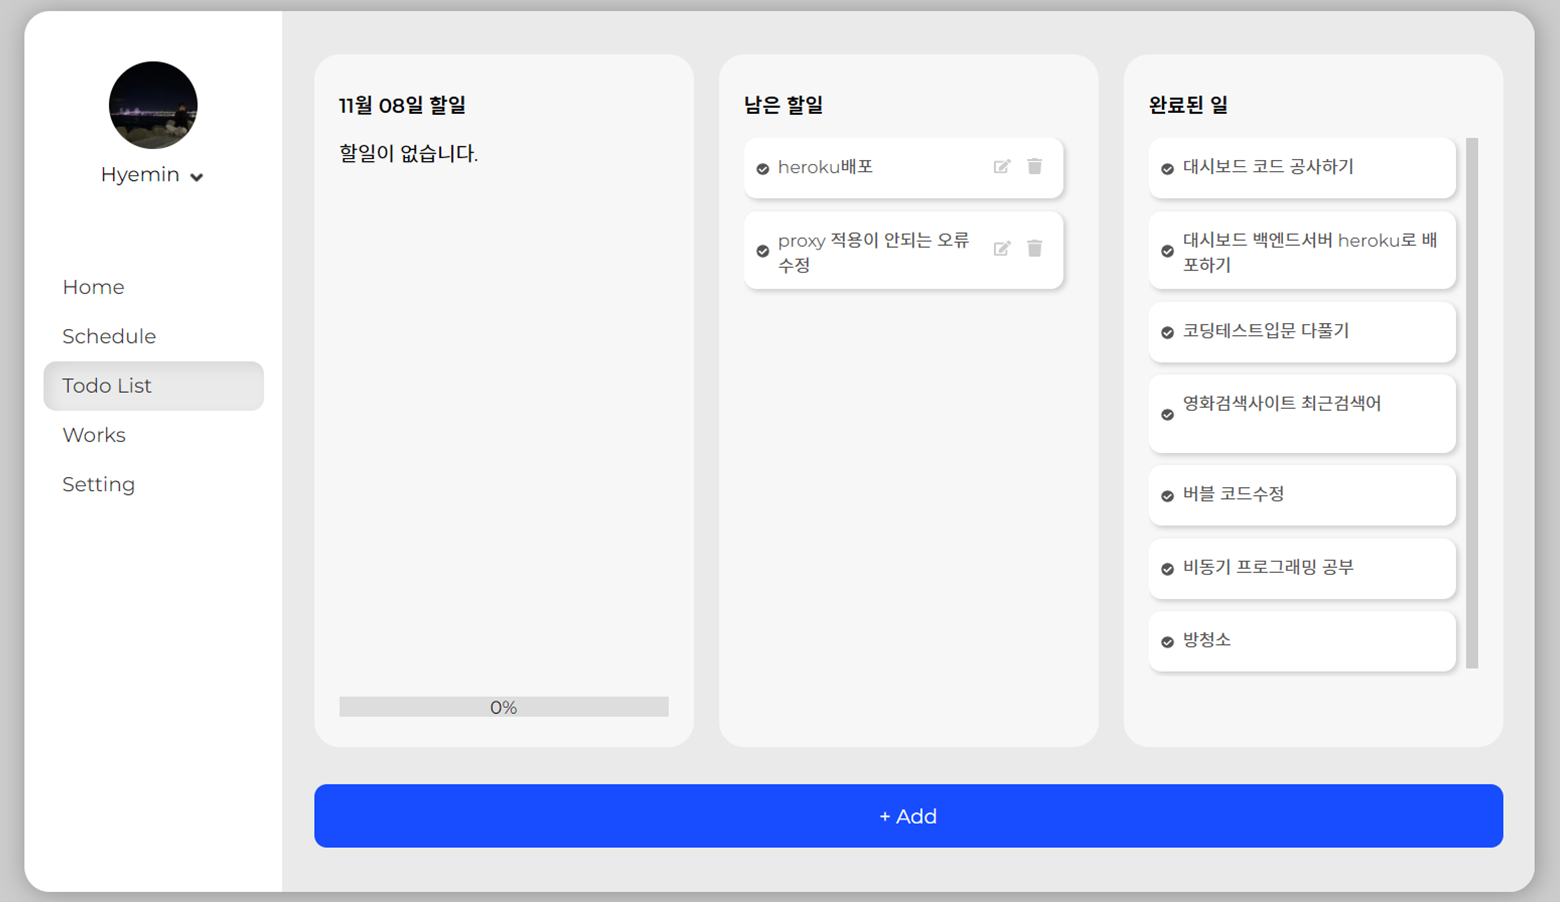 Hyemin
Home
Schedule
Todo List
Works
Setting
11월 08일 할일
할일이 없습니다.
0%
남은 할일
heroku배포
proxy 적용이 안되는 오류
수정
완료된 일
대시보드 코드 공사하기
대시보드 백엔드서버 heroku로 배
포하기
코딩테스트입문 다풀기
영화검색사이트 최근검색어
버블 코드수정
비동기 프로그래밍 공부
방청소
+ Add